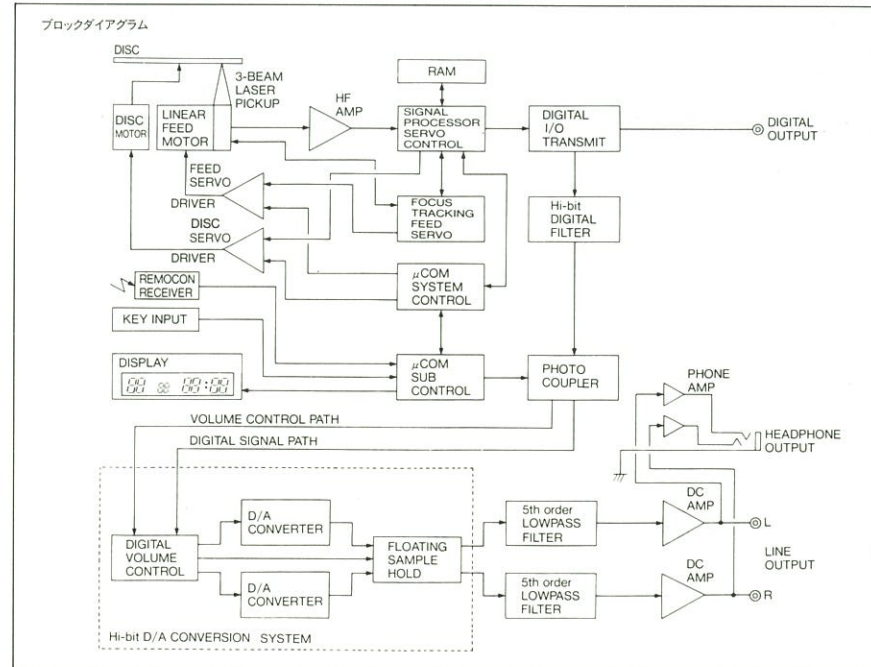 ブロックダイアグラム
DISC
3-BEAM
LASER
PICKUP
DISC
MOTOR
LINEAR
FEED
MOTOR
HF
AMP
RAM
SIGNAL
PROCESSOR
SERVO
CONTROL
DIGITAL
I/O
TRANSMIT
DIGITAL
OUTPUT
FEED
SERVO
DRIVER
DISC
SERVO
DRIVER
FOCUS
TRACKING
FEED
SERVO
Hi-bit
DIGITAL
FILTER
REMOCON
RECEIVER
μCOM
SYSTEM
CONTROL
KEY INPUT
DISPLAY
μCOM
SUB
CONTROL
PHOTO
COUPLER
PHONE
AMP
HEADPHONE
OUTPUT
VOLUME CONTROL PATH
DIGITAL SIGNAL PATH
DIGITAL
VOLUME
CONTROL
D/A
CONVERTER
D/A
CONVERTER
FLOATING
SAMPLE
HOLD
5th order
LOWPASS
FILTER
5th order
LOWPASS
FILTER
DC
AMP
DC
AMP
L
LINE
OUTPUT
R
Hi-bit D/A CONVERSION SYSTEM